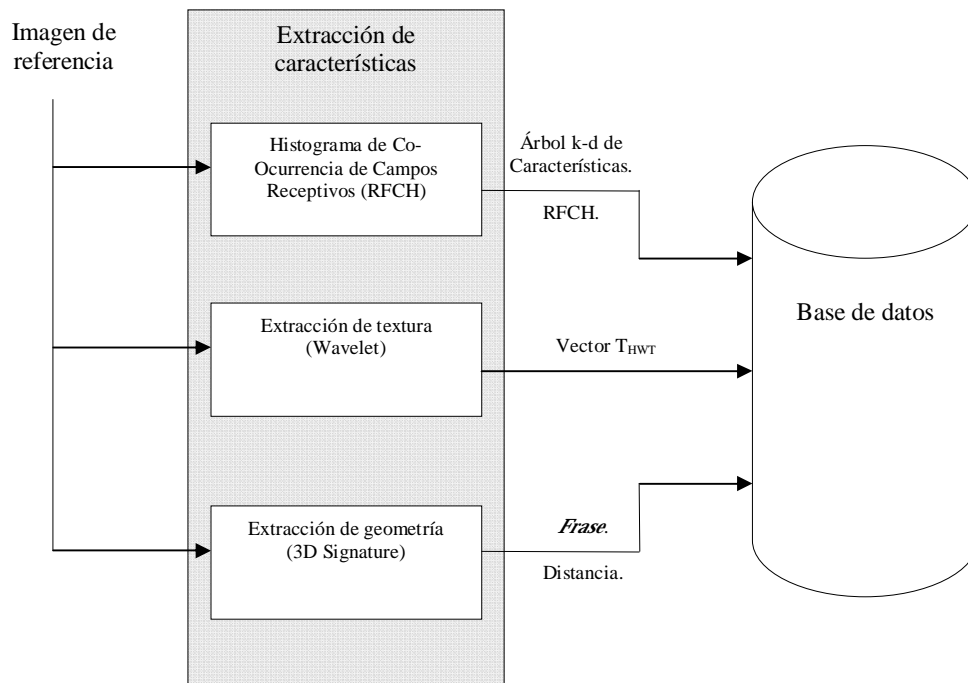 Imagen de
referencia
Extracción de
características
Histograma de Co-
Ocurrencia de Campos
Receptivos (RFCH)
Árbol k-d de
Características.
RFCH.
Extracción de textura
(Wavelet)
Vector THWT
Base de datos
Extracción de geometría
(3D Signature)
Frase.
Distancia.